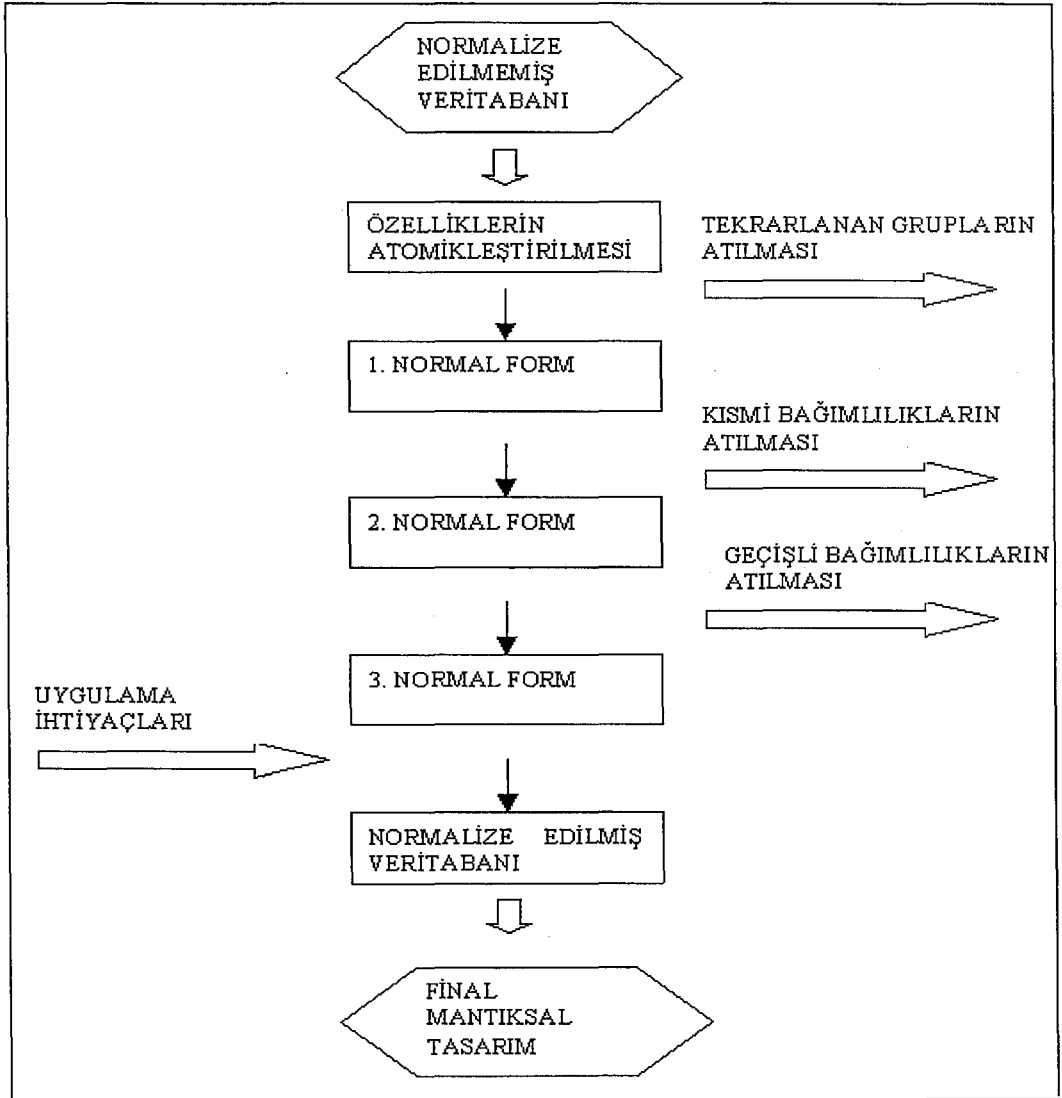 NORMALİZE
EDİLMEMİŞ
VERİTABANI
ÖZELLİKLERİN
ATOMİKLEŞTİRİLMESİ
TEKRARLANAN GRUPLARIN
ATILMASI
1. NORMAL FORM
KISMİ BAĞIMLILIKLARIN
ATILMASI
2. NORMAL FORM
GEÇİŞLİ BAĞIMLILIKLARIN
ATILMASI
3. NORMAL FORM
UYGULAMA
İHTİYAÇLARI
NORMALİZE EDİLMİŞ
VERİTABANI
FİNAL
MANTIKSAL
TASARIM